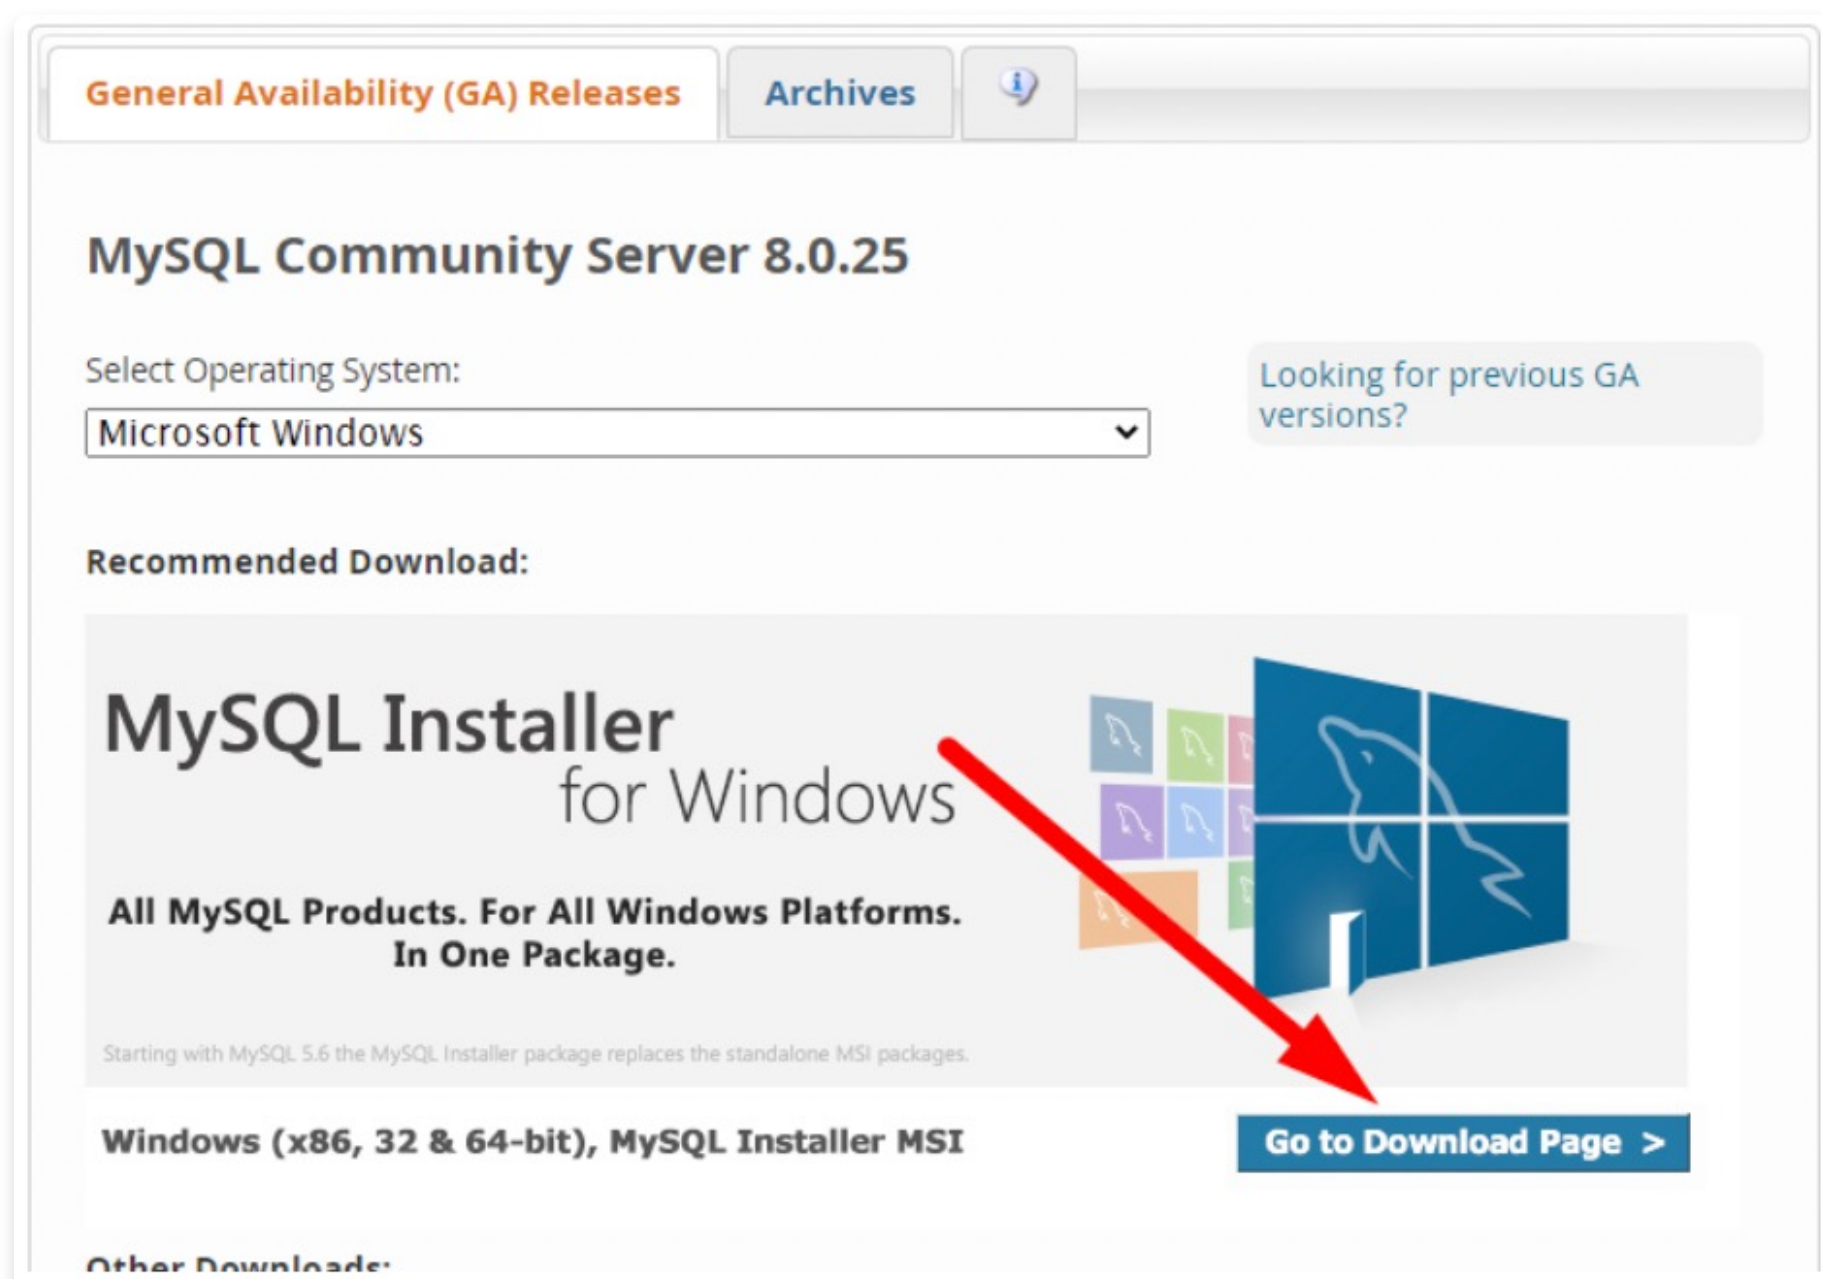 General Availability (GA) Releases
Archives
MySQL Community Server 8.0.25
Select Operating System:
Looking for previous GA
versions?
Microsoft Windows
Recommended Download:
MySQL Installer
for Windows
All MySQL Products. For All Windows Platforms.
In One Package.
Starting with MySQL 5.6 the MySQL Installer package replaces the standalone MSI packages.
Windows (x86, 32 & 64-bit), MySQL Installer MSI
Go to Download Page >
Other Downloads: